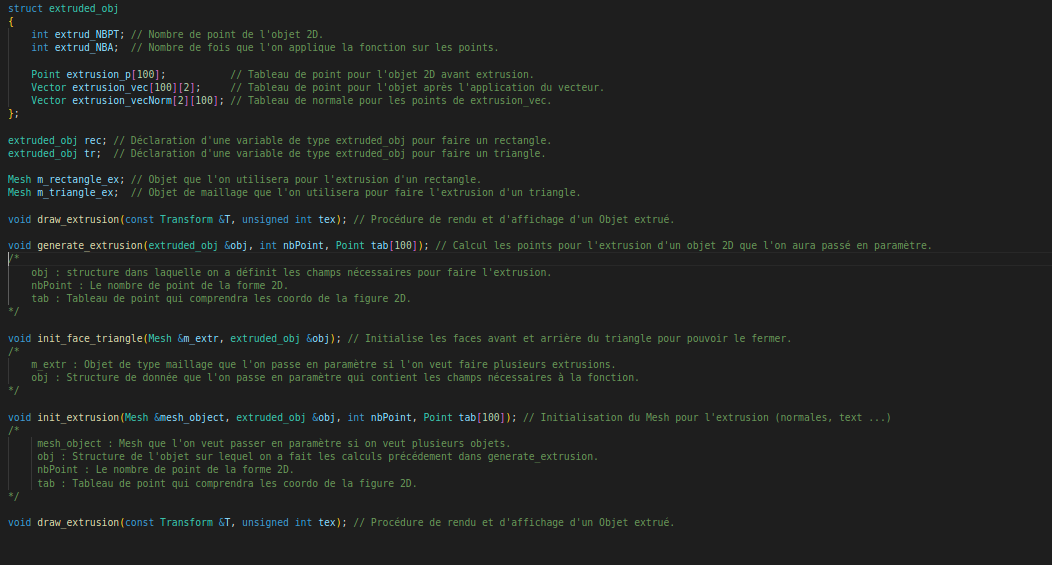 struct extruded_obj
{
    int extrud_NBPT; // Nombre de point de l'objet 2D.
    int extrud_NBA;  // Nombre de fois que l'on applique la fonction sur les points.

    Point extrusion_p[100];           // Tableau de point pour l'objet 2D avant extrusion.
    Vector extrusion_vec[100][2];     // Tableau de point pour l'objet après l'application du vecteur.
    Vector extrusion_vecNorm[2][100]; // Tableau de normale pour les points de extrusion_vec.
};

extruded_obj rec; // Déclaration d'une variable de type extruded_obj pour faire un rectangle.
extruded_obj tr;  // Déclaration d'une variable de type extruded_obj pour faire un triangle.

Mesh m_rectangle_ex; // Objet que l'on utilisera pour l'extrusion d'un rectangle.
Mesh m_triangle_ex;  // Objet de maillage que l'on utilisera pour faire l'extrusion d'un triangle.

void draw_extrusion(const Transform &T, unsigned int tex); // Procédure de rendu et d'affichage d'un Objet extrué.

void generate_extrusion(extruded_obj &obj, int nbPoint, Point tab[100]); // Calcul les points pour l'extrusion d'un objet 2D que l'on aura passé en paramètre.
/*
    obj : structure dans laquelle on a définit les champs nécessaires pour faire l'extrusion.
    nbPoint : Le nombre de point de la forme 2D.
    tab : Tableau de point qui comprendra les coordo de la figure 2D.
*/

void init_face_triangle(Mesh &m_extr, extruded_obj &obj); // Initialise les faces avant et arrière du triangle pour pouvoir le fermer.
/*
    m_extr : Objet de type maillage que l'on passe en paramètre si l'on veut faire plusieurs extrusions.
    obj : Structure de donnée que l'on passe en paramètre qui contient les champs nécessaires à la fonction.
*/

void init_extrusion(Mesh &mesh_object, extruded_obj &obj, int nbPoint, Point tab[100]); // Initialisation du Mesh pour l'extrusion (normales, text ...)
/*
     mesh_object : Mesh que l'on veut passer en paramètre si on veut plusieurs objets.
     obj : Structure de l'objet sur lequel on a fait les calculs précédement dans generate_extrusion.
     nbPoint : Le nombre de point de la forme 2D.
     tab : Tableau de point qui comprendra les coordo de la figure 2D.
*/

void draw_extrusion(const Transform &T, unsigned int tex); // Procédure de rendu et d'affichage d'un Objet extrué.